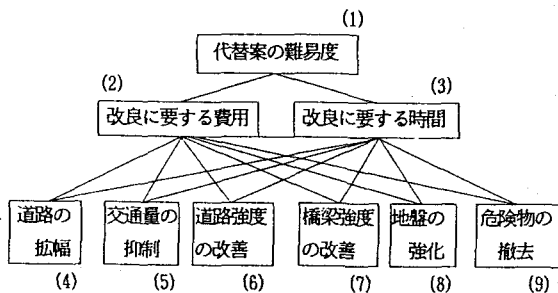 (1)
代替案の難易度
(2)
(3)
改良に要する費用
改良に要する時間
道路の
拡幅
交通量の
抑制
道路強度
の改善
橋梁強度
の改善
地盤の
強化
危険物の
撤去
(4)
(5)
(6)
(7)
(8)
(9)